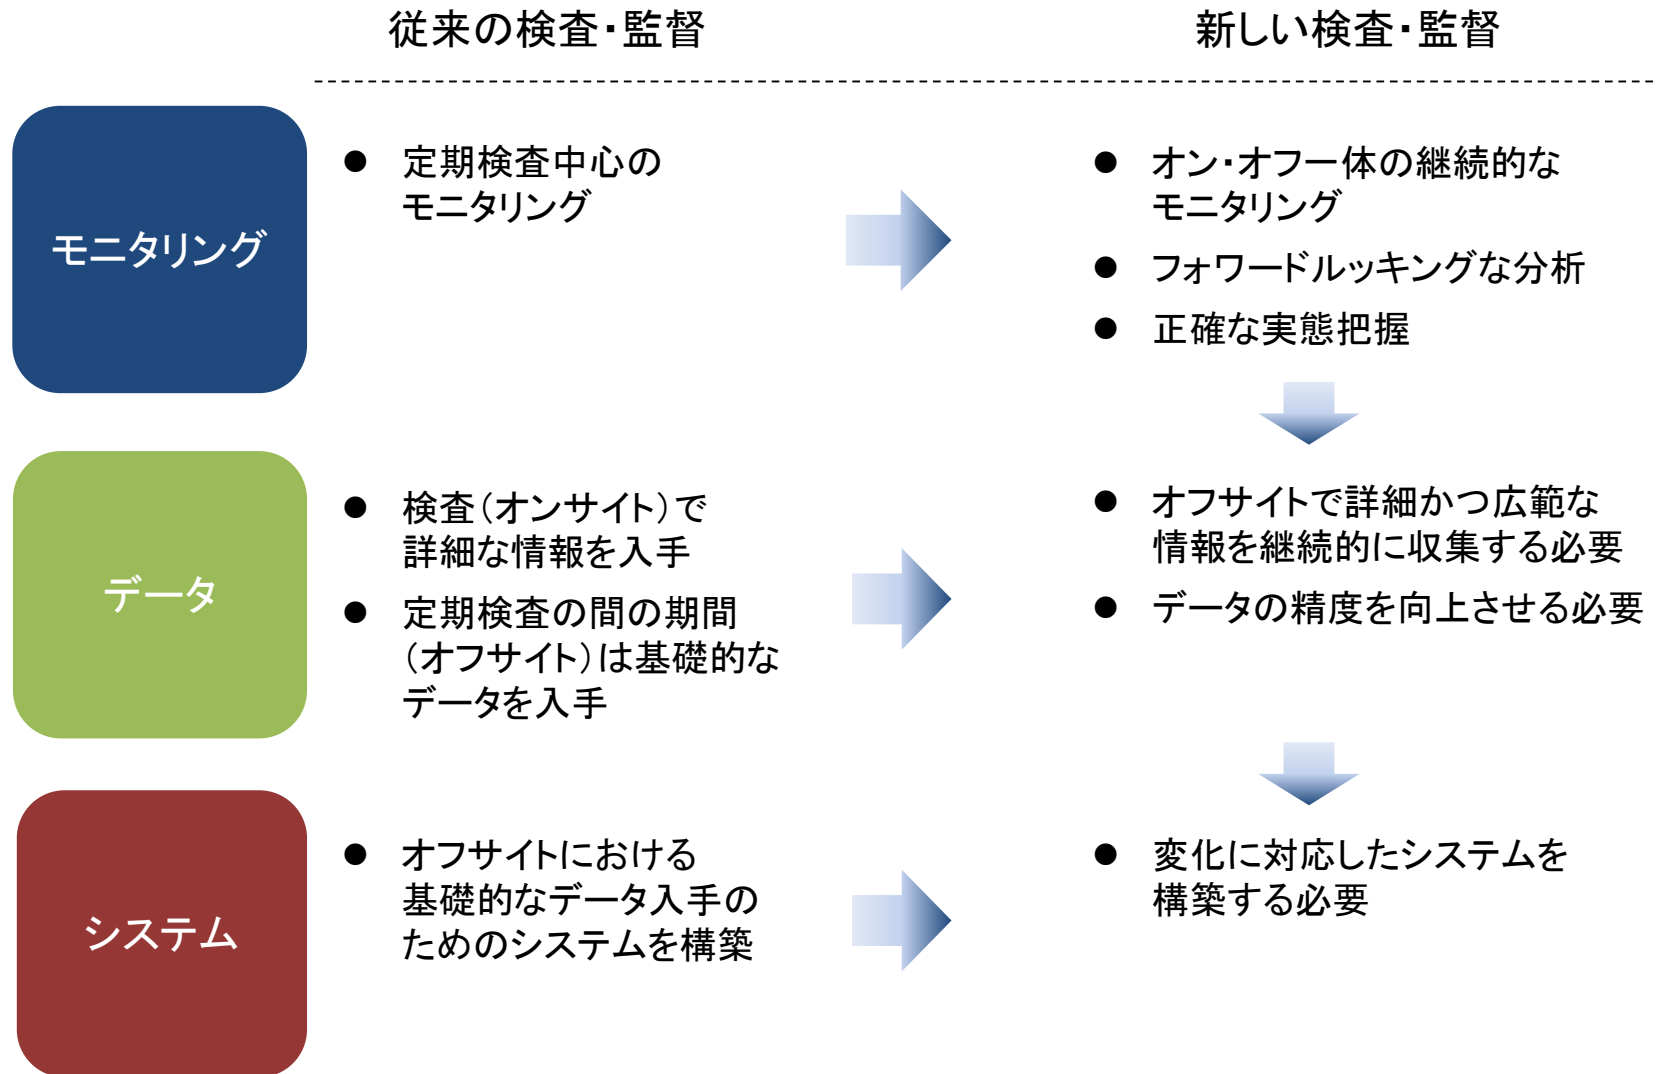 従来の検査・監督
新しい検査・監督
モニタリング
● 定期検査中心の
モニタリング
● オン・オフ一体の継続的な
モニタリング
● フォワードルッキングな分析
● 正確な実態把握
データ
● 検査（オンサイト）で
詳細な情報を入手
● 定期検査の間の期間
（オフサイト）は基礎的な
データを入手
● オフサイトで詳細かつ広範な
情報を継続的に収集する必要
● データの精度を向上させる必要
システム
● オフサイトにおける
基礎的なデータ入手の
ためのシステムを構築
● 変化に対応したシステムを
構築する必要